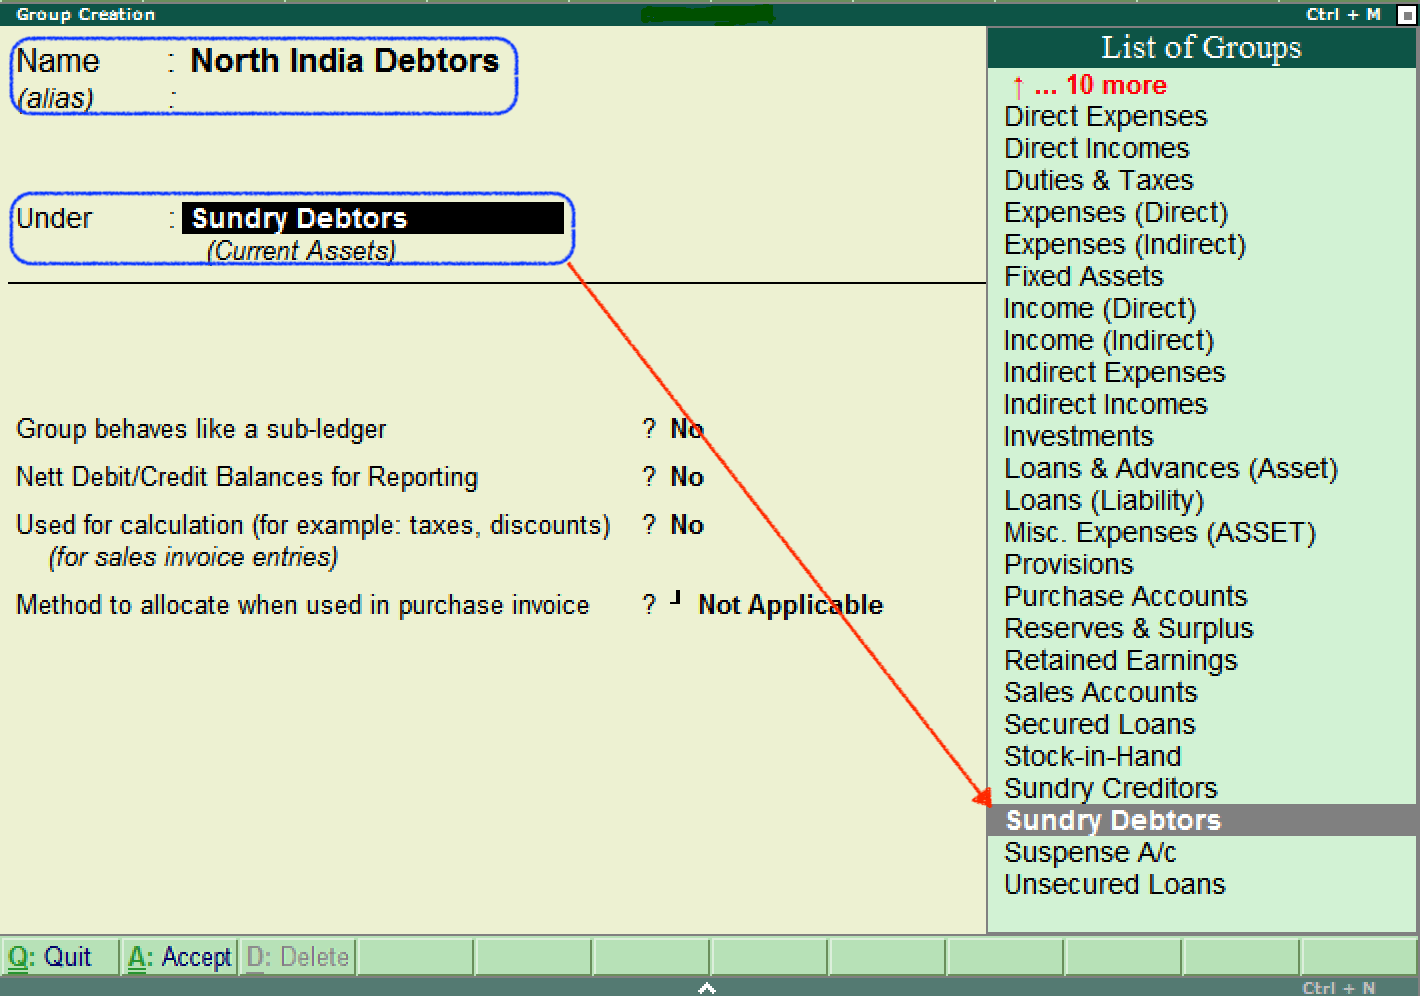 Group Creation
Ctrl + M
Name : North India Debtors
(alias) :
Under : Sundry Debtors
(Current Assets)
Group behaves like a sub-ledger ? No
Nett Debit/Credit Balances for Reporting ? No
Used for calculation (for example: taxes, discounts) ? No
(for sales invoice entries)
Method to allocate when used in purchase invoice ? ┘ Not Applicable
List of Groups
↑ ... 10 more
Direct Expenses
Direct Incomes
Duties & Taxes
Expenses (Direct)
Expenses (Indirect)
Fixed Assets
Income (Direct)
Income (Indirect)
Indirect Expenses
Indirect Incomes
Investments
Loans & Advances (Asset)
Loans (Liability)
Misc. Expenses (ASSET)
Provisions
Purchase Accounts
Reserves & Surplus
Retained Earnings
Sales Accounts
Secured Loans
Stock-in-Hand
Sundry Creditors
Sundry Debtors
Suspense A/c
Unsecured Loans
Q: Quit
A: Accept
D: Delete
Ctrl + N